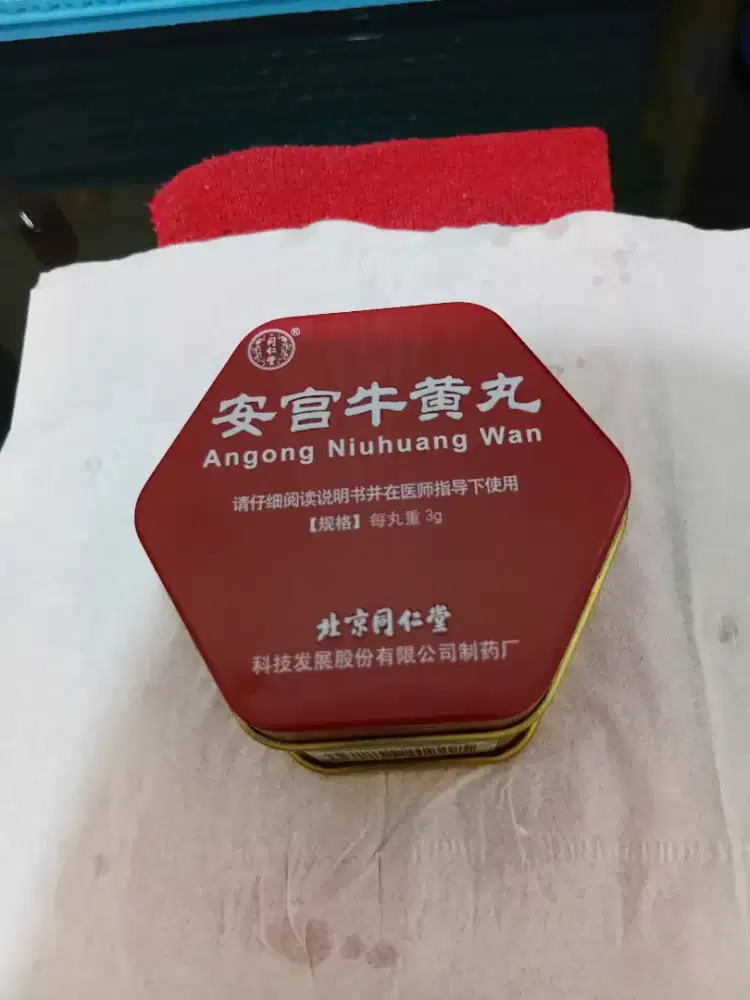 同仁堂®
安宫牛黄丸
Angong Niuhuang Wan
请仔细阅读说明书并在医师指导下使用
【规格】每丸重 3g
北京同仁堂
科技发展股份有限公司制药厂